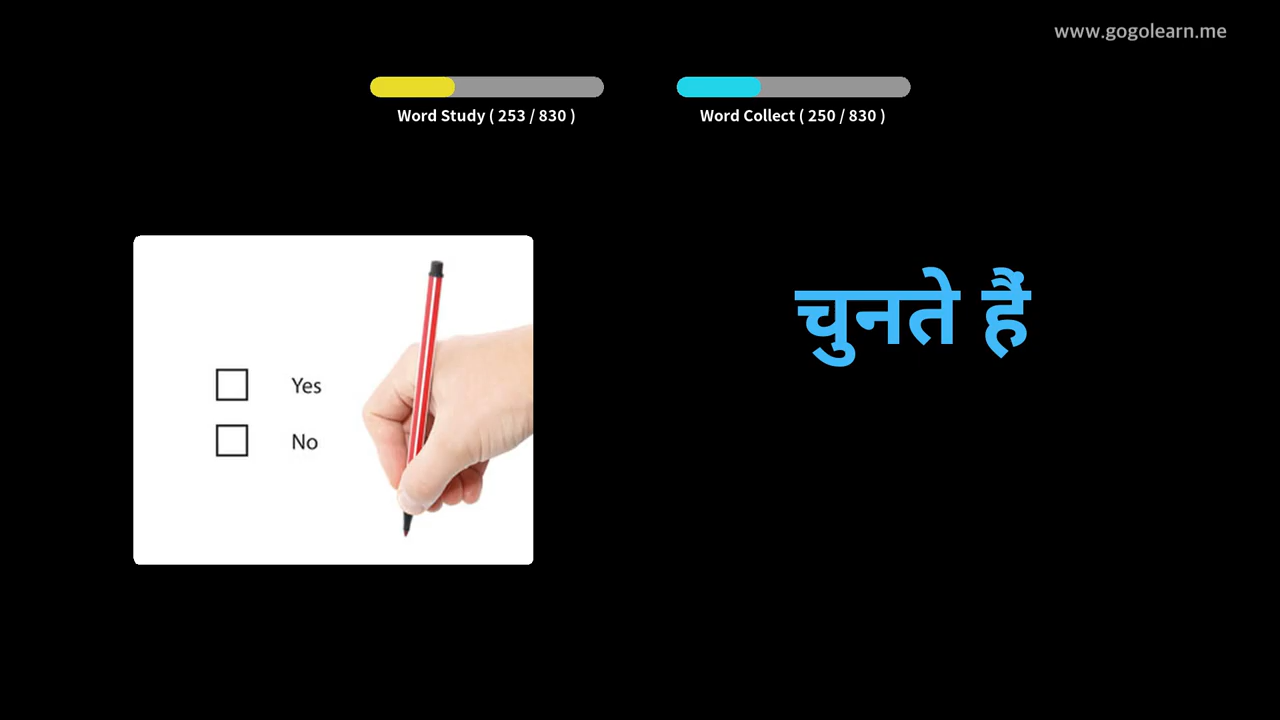 www.gogolearn.me
Word Study ( 253 / 830 )
Word Collect ( 250 / 830 )
चुनते हैं
Yes
No